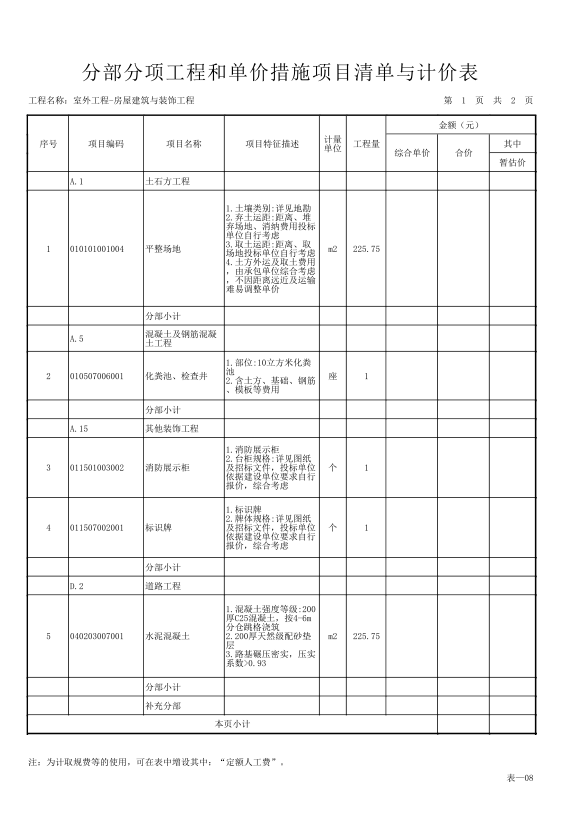 分部分项工程和单价措施项目清单与计价表
工程名称：室外工程-房屋建筑与装饰工程 第 1 页 共 2 页
序号 项目编码 项目名称 项目特征描述 计量单位 工程量 金额（元）
综合单价 合价 其中
暂估价
A.1 土石方工程
1 010101001004 平整场地 m2 225.75
1.土壤类别:详见地勘
2.弃土运距:距离、堆
弃场地、消纳费用投标
单位自行考虑
3.取土运距:距离、取
场地投标单位自行考虑
4.土方外运及取土费用
，由承包单位综合考虑
，不因距离远近及运输
难易调整单价
分部小计
A.5 混凝土及钢筋混凝
土工程
2 010507006001 化粪池、检查井 座 1
1.部位:10立方米化粪
池
2.含土方、基础、钢筋
、模板等费用
分部小计
A.15 其他装饰工程
3 011501003002 消防展示柜 个 1
1.消防展示柜
2.台柜规格:详见图纸
及招标文件，投标单位
依据建设单位要求自行
报价，综合考虑
4 011507002001 标识牌 个 1
1.标识牌
2.牌体规格:详见图纸
及招标文件，投标单位
依据建设单位要求自行
报价，综合考虑
分部小计
D.2 道路工程
5 040203007001 水泥混凝土 m2 225.75
1.混凝土强度等级:200
厚C25混凝土，按4-6m
分仓跳格浇筑
2.200厚天然级配砂垫
层
3.路基碾压密实，压实
系数>0.93
分部小计
补充分部
本页小计
注：为计取规费等的使用，可在表中增设其中：“定额人工费”。
表—08